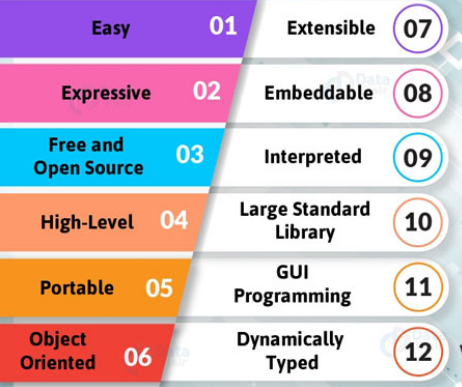 Easy 01
Extensible 07
Expressive 02
Embeddable 08
Free and
Open Source 03
Interpreted 09
High-Level 04
Large Standard
Library 10
Portable 05
GUI
Programming 11
Object
Oriented 06
Dynamically
Typed 12